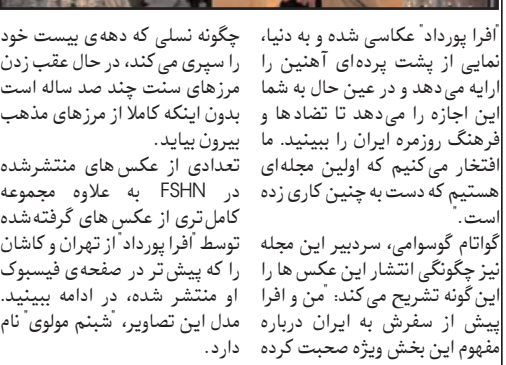 "افرا پورداد" عکاسی شده و به دنیا،
نمایی از پشت پرده‌ای آهنین را
ارایه می‌دهد و در عین حال به شما
این اجازه را می‌دهد تا تضادها و
فرهنگ روزمره ایران را ببینید. ما
افتخار می‌کنیم که اولین مجله‌ای
هستیم که دست به چنین کاری زده
است."
گواتام گوسوامی، سردبیر این مجله
نیز چگونگی انتشار این عکس ها را
این گونه تشریح می کند: "من و افرا
پیش از سفرش به ایران درباره
مفهوم این بخش ویژه صحبت کرده
چگونه نسلی که دهه‌ی بیست خود
را سپری می کند، در حال عقب زدن
مرزهای سنت چند صد ساله است
بدون اینکه کاملا از مرزهای مذهب
بیرون بیاید.
تعدادی از عکس های منتشرشده
در FSHN به علاوه مجموعه
کامل تری از عکس های گرفته‌شده
توسط "افرا پورداد" از تهران و کاشان
را که پیش تر در صفحه‌ی فیسبوک
او منتشر شده، در ادامه ببینید.
مدل این تصاویر، "شبنم مولوی" نام
دارد.